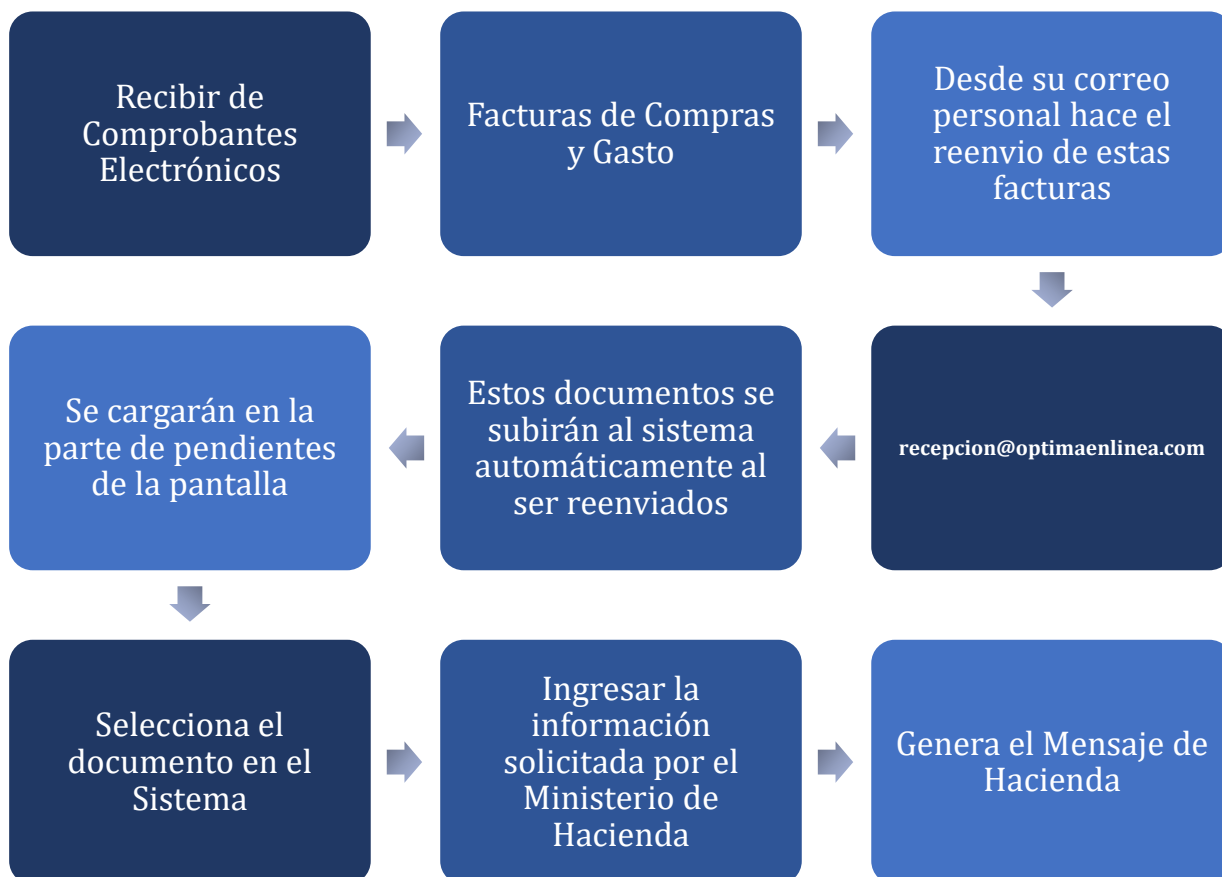 Recibir de
Comprobantes
Electrónicos
Facturas de Compras
y Gasto
Desde su correo
personal hace el
reenvio de estas
facturas
recepcion@optimaenlinea.com
Estos documentos se
subirán al sistema
automáticamente al
ser reenviados
Se cargarán en la
parte de pendientes
de la pantalla
Selecciona el
documento en el
Sistema
Ingresar la
información
solicitada por el
Ministerio de
Hacienda
Genera el Mensaje de
Hacienda